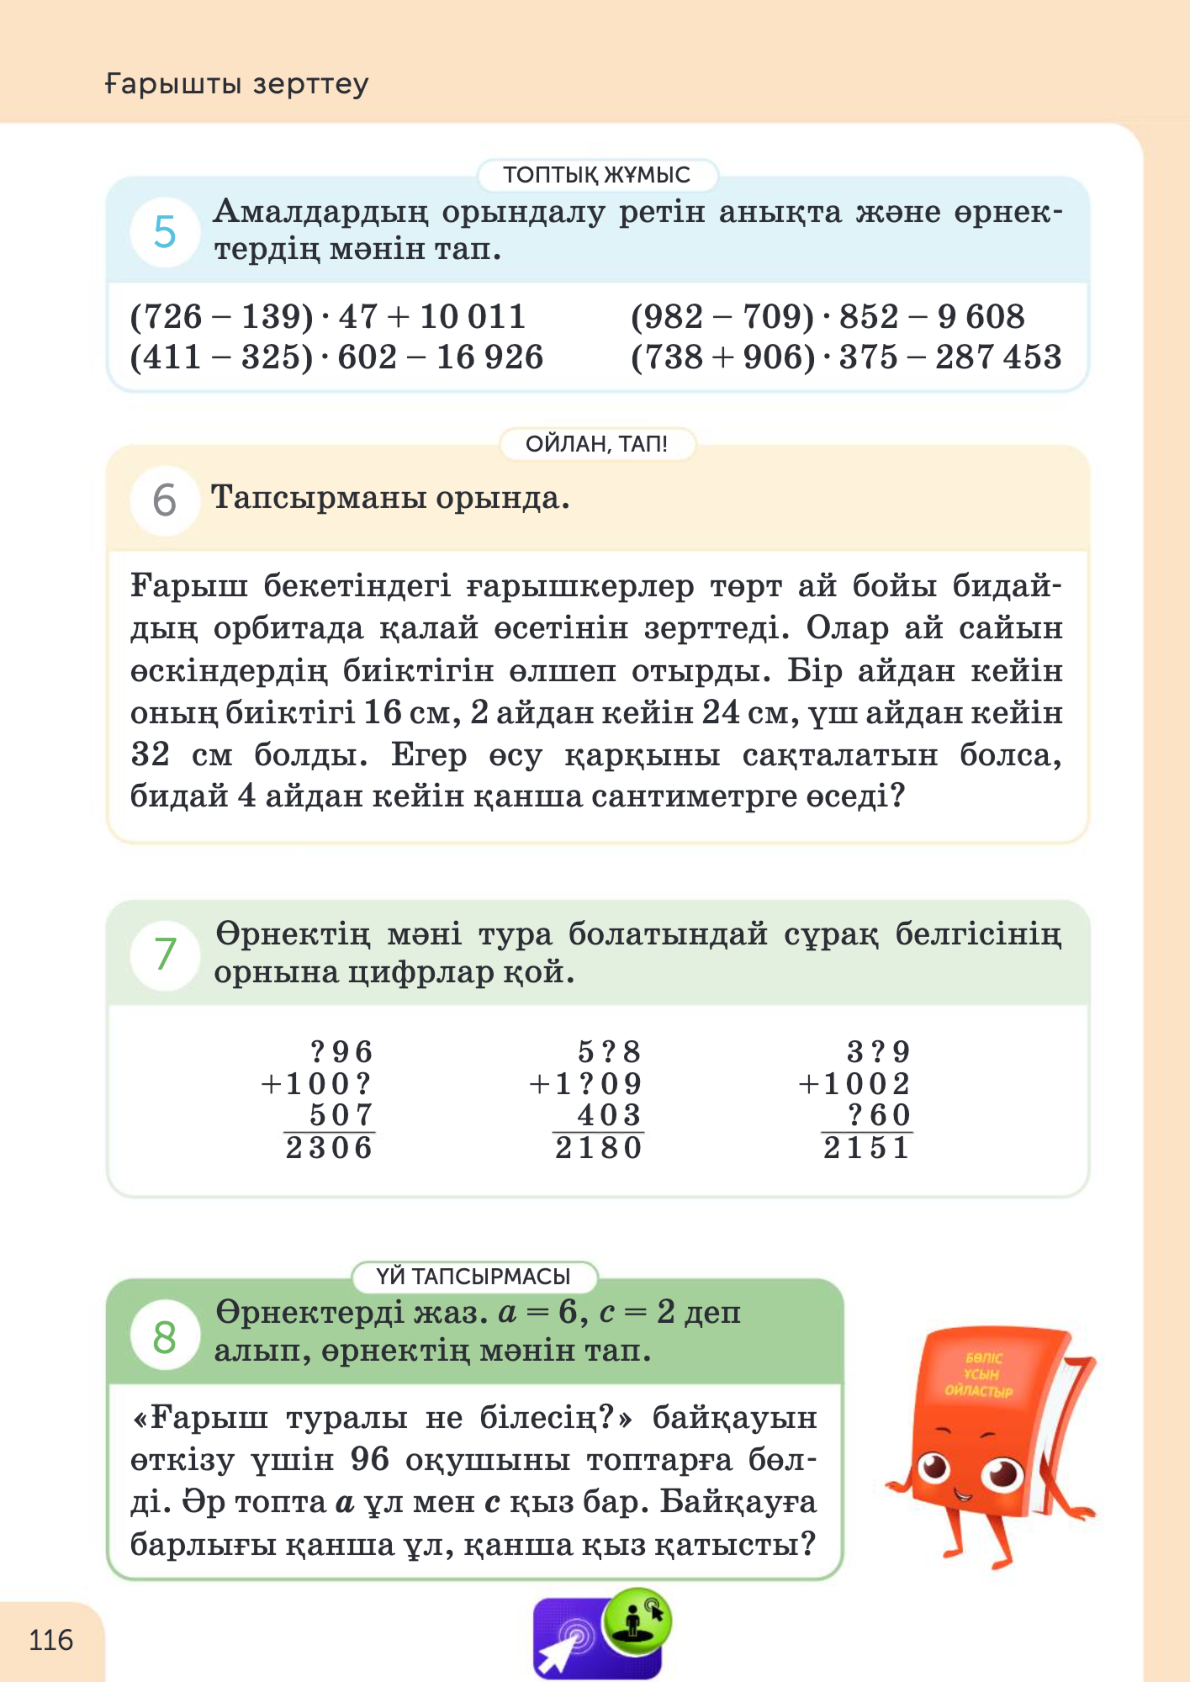 Ғарышты зерттеу
ТОПТЫҚ ЖҰМЫС
5
Амалдардың орындалу ретін анықта және өрнек-
тердің мәнін тап.
(726 – 139) · 47 + 10 011
(982 – 709) · 852 – 9 608
(411 – 325) · 602 – 16 926
(738 + 906) · 375 – 287 453
ОЙЛАН, ТАП!
6
Тапсырманы орында.
Ғарыш бекетіндегі ғарышкерлер төрт ай бойы бидай-
дың орбитада қалай өсетінін зерттеді. Олар ай сайын
өскіндердің биіктігін өлшеп отырды. Бір айдан кейін
оның биіктігі 16 см, 2 айдан кейін 24 см, үш айдан кейін
32 см болды. Егер өсу қарқыны сақталатын болса,
бидай 4 айдан кейін қанша сантиметрге өседі?
7
Өрнектің мәні тура болатындай сұрақ белгісінің
орнына цифрлар қой.
?96
+100?
507
2306
5?8
+1?09
403
2180
3?9
+1002
?60
2151
ҮЙ ТАПСЫРМАСЫ
8
Өрнектерді жаз. a = 6, c = 2 деп
алып, өрнектің мәнін тап.
«Ғарыш туралы не білесің?» байқауын
өткізу үшін 96 оқушыны топтарға бөл-
ді. Әр топта a ұл мен c қыз бар. Байқауға
барлығы қанша ұл, қанша қыз қатысты?
БӨЛІС
ҰСЫН
ОЙЛАСТЫР
116